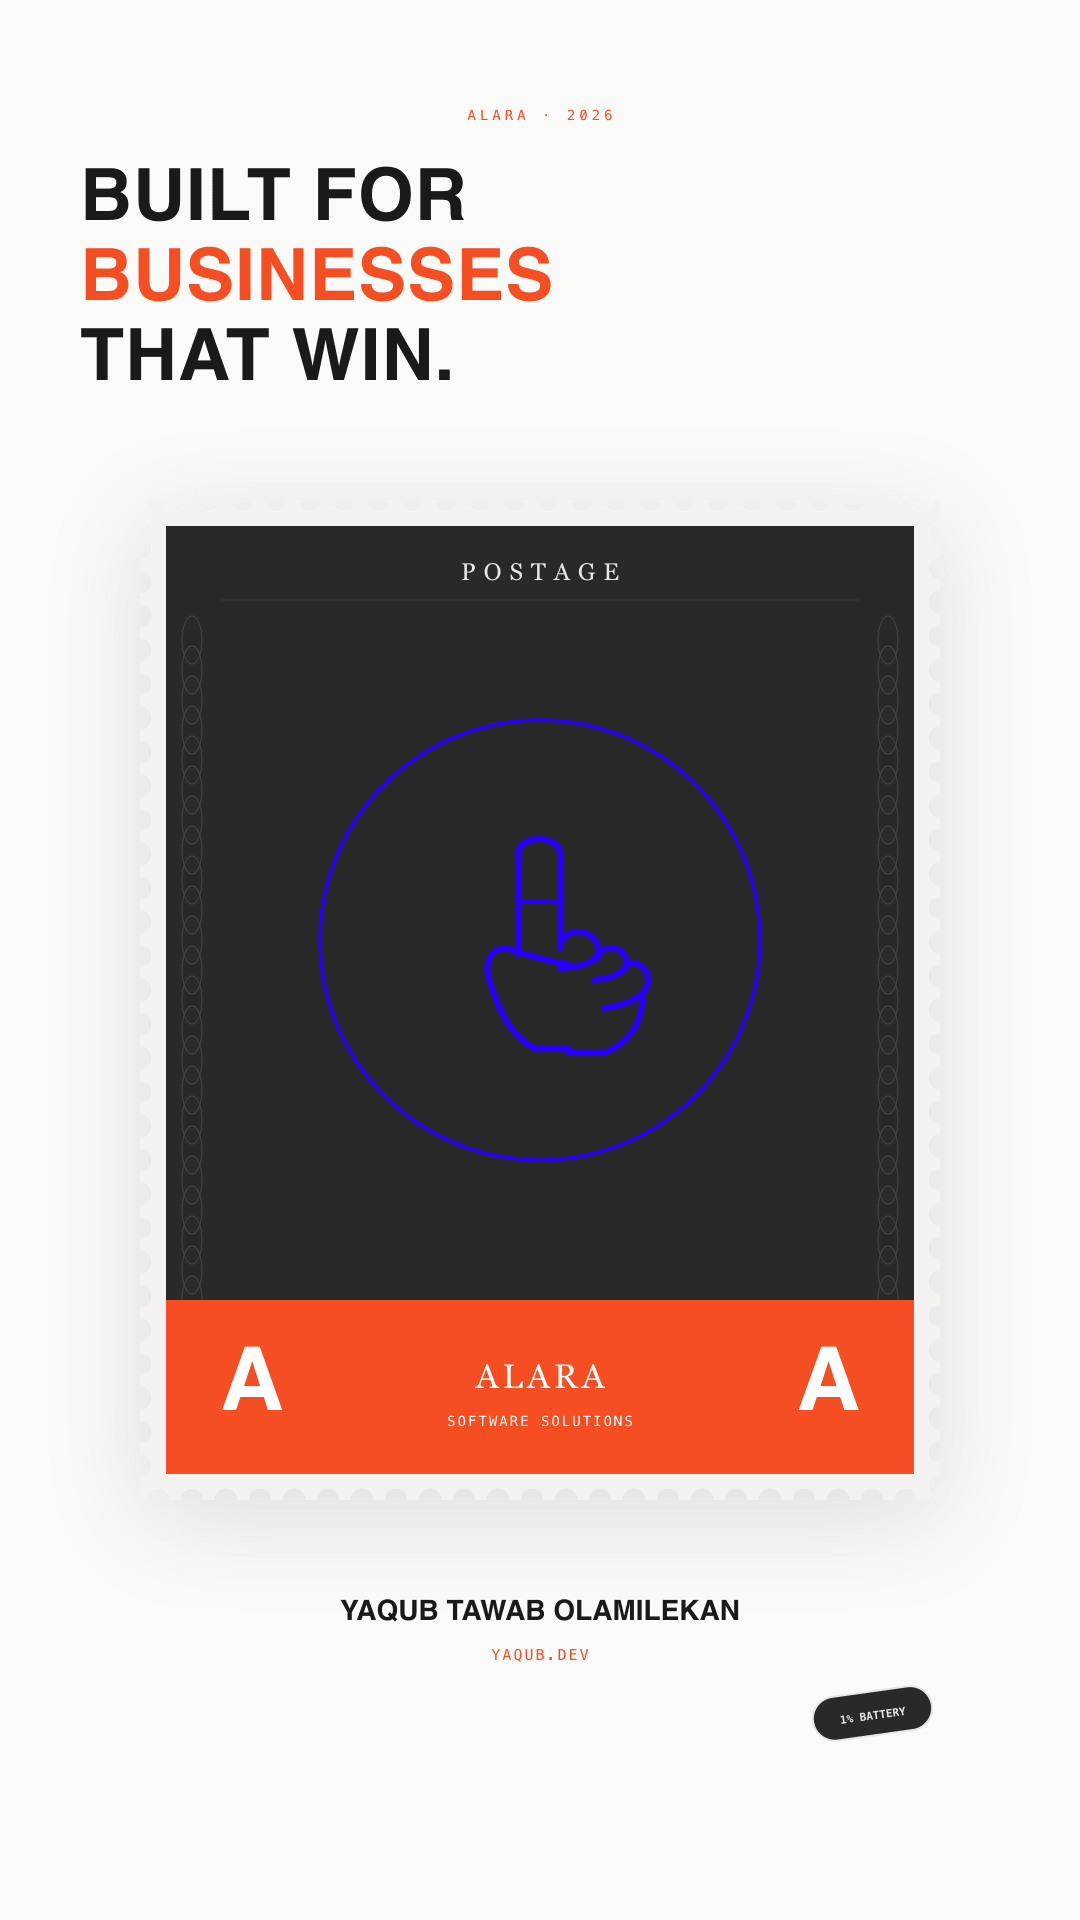 ALARA · 2026
BUILT FOR
BUSINESSES
THAT WIN.
POSTAGE
A
ALARA
SOFTWARE SOLUTIONS
A
YAQUB TAWAB OLAMILEKAN
YAQUB.DEV
1% BATTERY